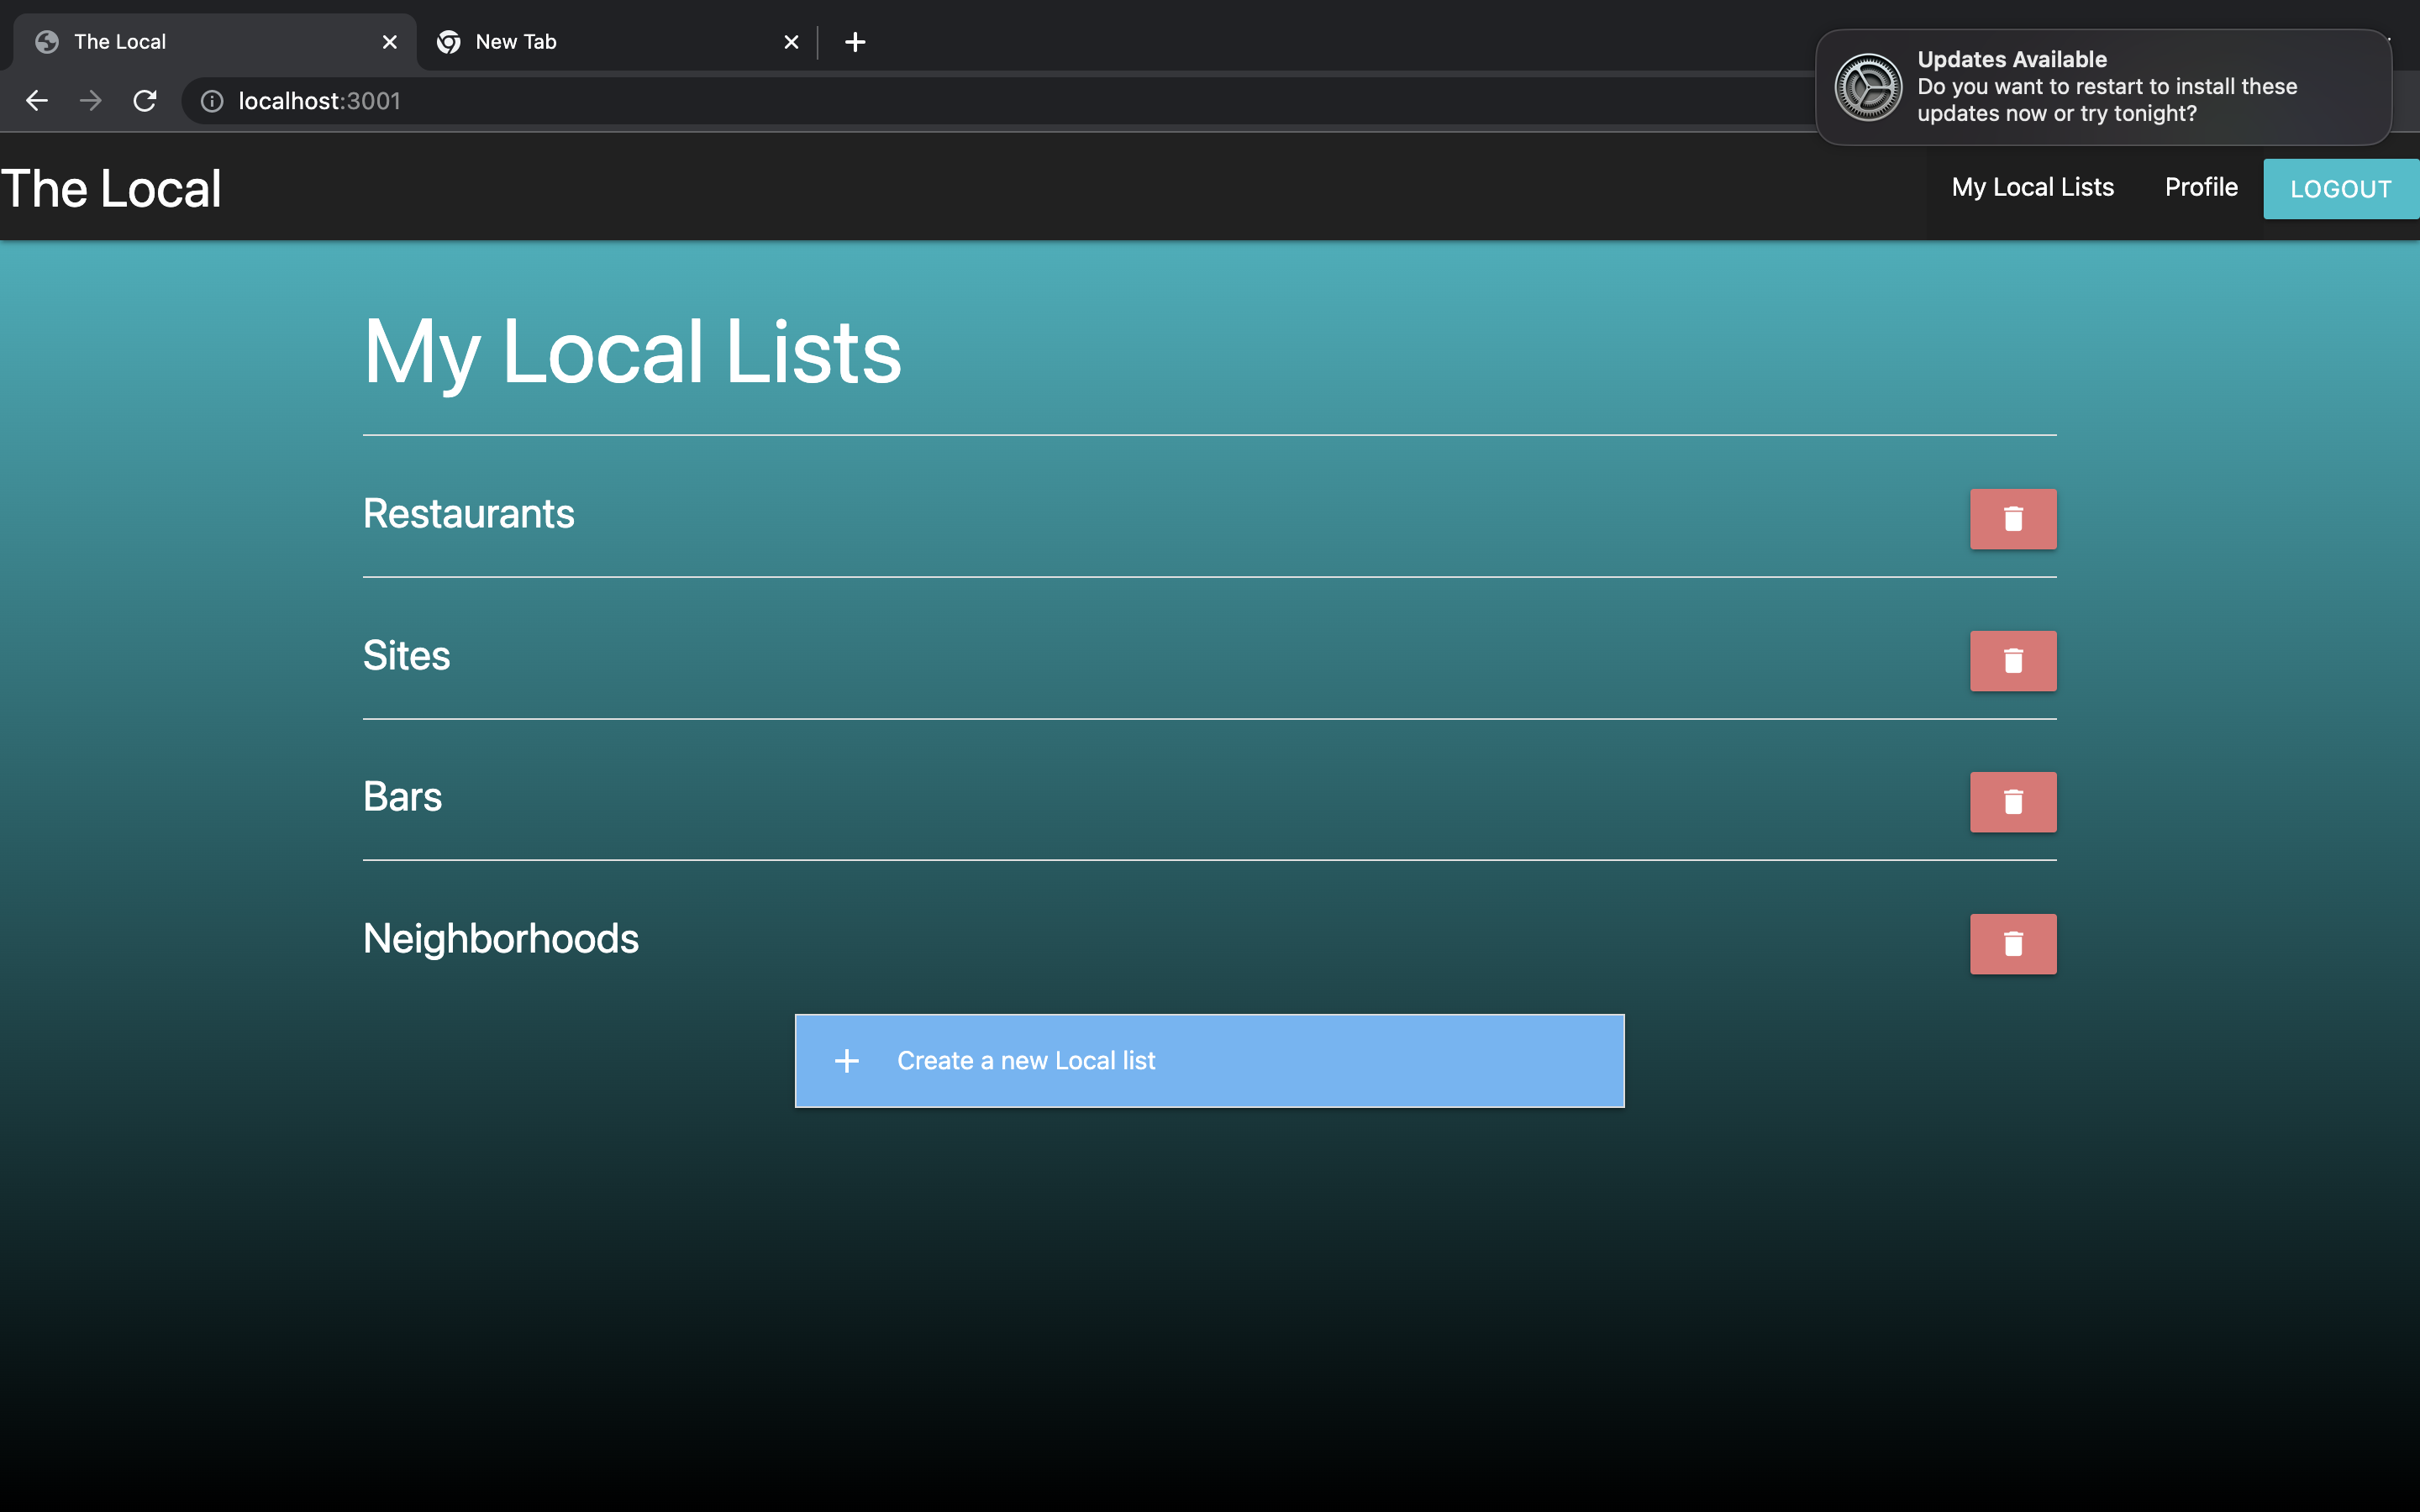 The Local
New Tab
localhost:3001
Updates Available
Do you want to restart to install these
updates now or try tonight?
The Local
My Local Lists
Profile
LOGOUT
My Local Lists
Restaurants
Sites
Bars
Neighborhoods
Create a new Local list